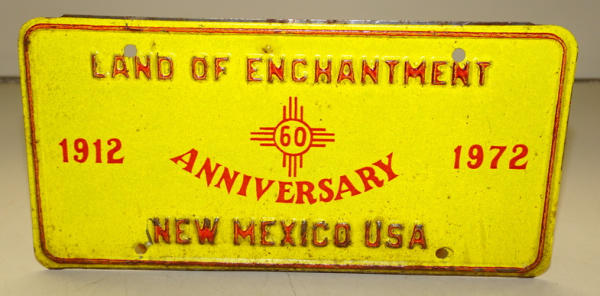 LAND OF ENCHANTMENT
60
1912 1972
ANNIVERSARY
NEW MEXICO USA